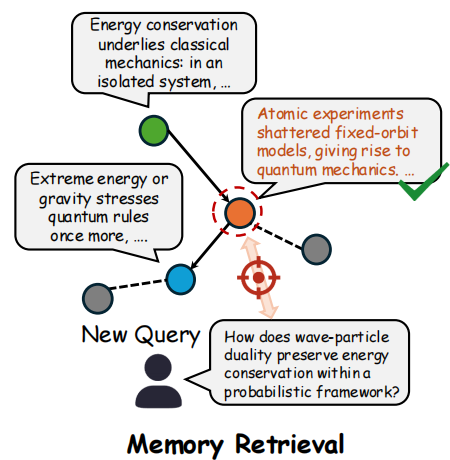 Energy conservation
underlies classical
mechanics: in an
isolated system, ...
Atomic experiments
shattered fixed-orbit
models, giving rise to
quantum mechanics. ...
Extreme energy or
gravity stresses
quantum rules
once more, ....
New Query
How does wave-particle
duality preserve energy
conservation within a
probabilistic framework?
Memory Retrieval